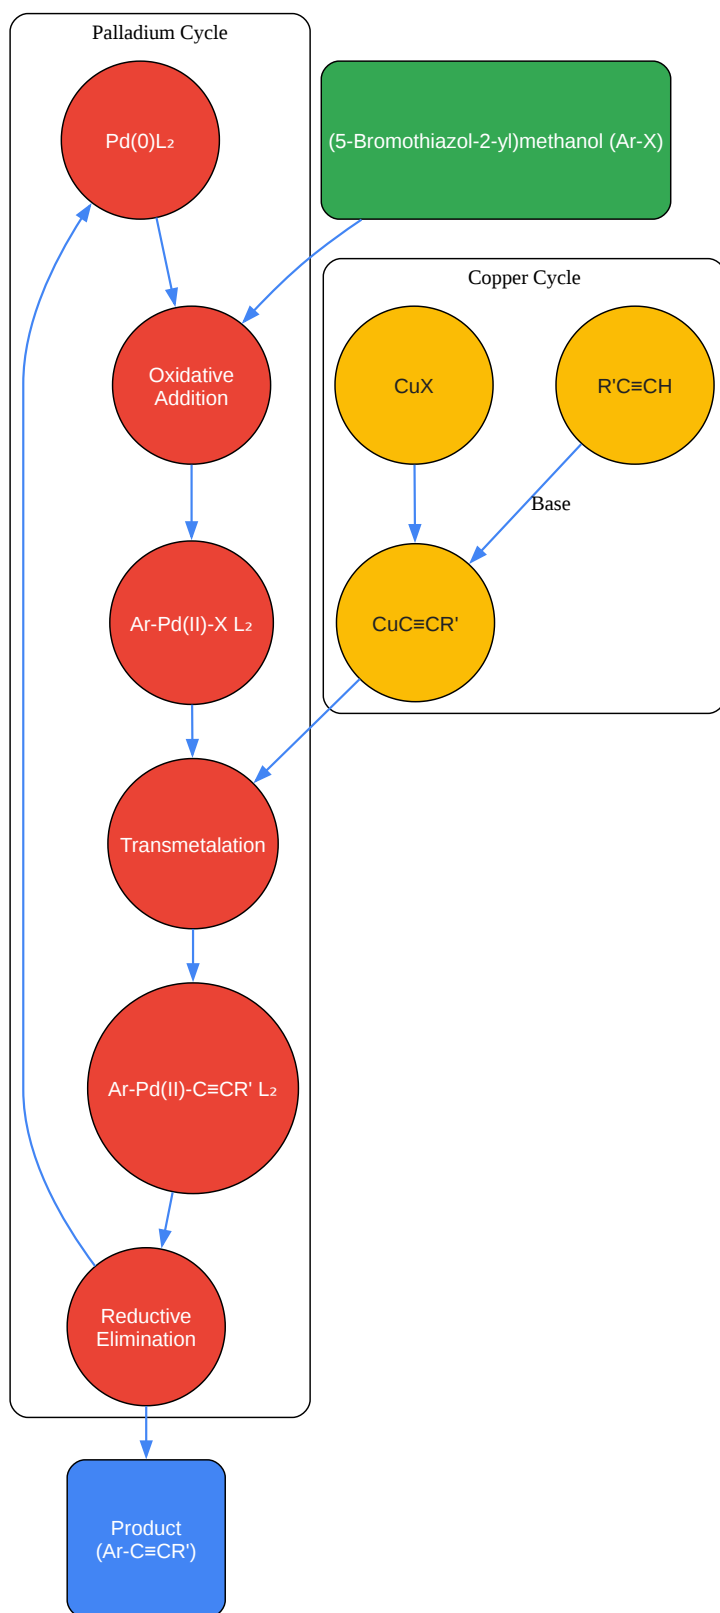 Palladium Cycle
Pd(0)L₂
(5-Bromothiazol-2-yl)methanol (Ar-X)
Copper Cycle
Oxidative
Addition
CuX
R'C≡CH
Base
Ar-Pd(II)-X L₂
CuC≡CR'
Transmetalation
Ar-Pd(II)-C≡CR' L₂
Reductive
Elimination
Product
(Ar-C≡CR')